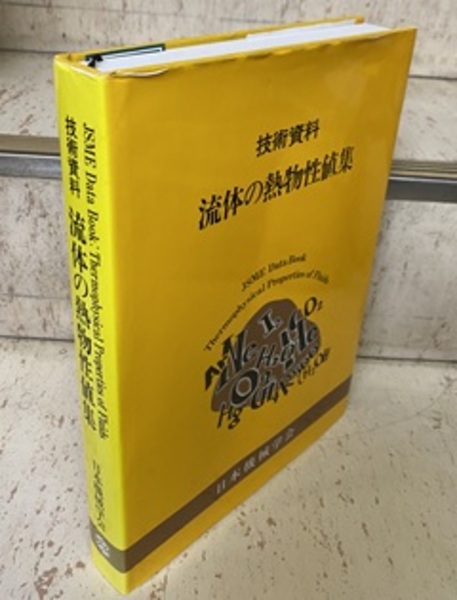 技術資料
流体の熱物性値集
JSME Data Book
Thermophysical Properties of Fluids
日本機械学会
JSME Data Book: Thermophysical Properties of Fluids
技術資料 流体の熱物性値集
日本機械学会